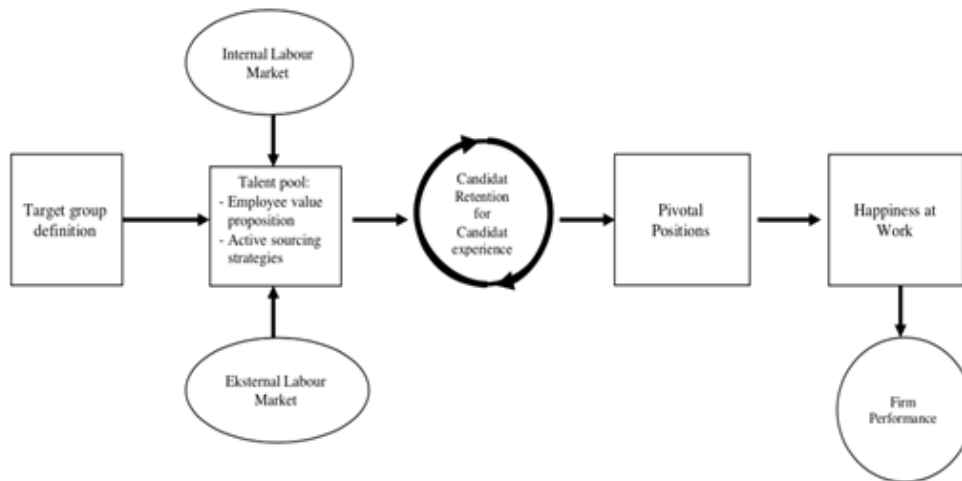 Internal Labour
Market
Target group
definition
Talent pool:
- Employee value
proposition
- Active sourcing
strategies
Candidat
Retention
for
Candidat
experience
Pivotal
Positions
Happiness at
Work
Eksternal Labour
Market
Firm
Performance